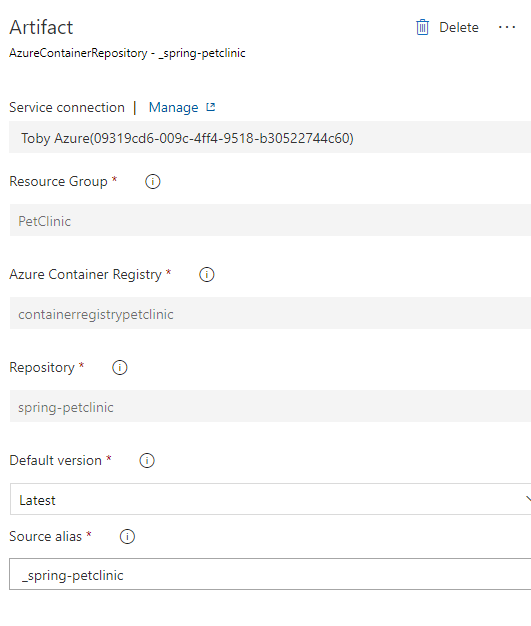 Artifact
Delete ...
AzureContainerRepository - _spring-petclinic
Service connection | Manage
Toby Azure(09319cd6-009c-4ff4-9518-b30522744c60)
Resource Group *
PetClinic
Azure Container Registry *
containerregistrypetclinic
Repository *
spring-petclinic
Default version *
Latest
Source alias *
_spring-petclinic